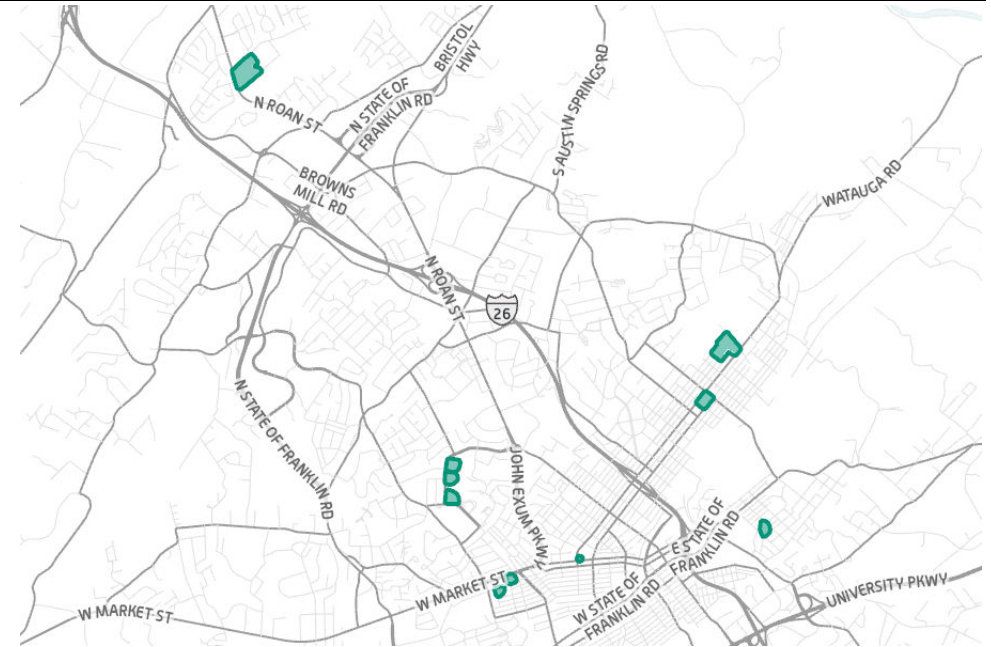 BRISTOL
HWY
N STATE OF
FRANKLIN RD
N ROAN ST
S AUSTIN SPRINGS RD
BROWNS
MILL RD
WATAUGA RD
N ROAN ST
26
N STATE OF FRANKLIN RD
JOHN EXUM PKWY
E STATE OF
FRANKLIN RD
W MARKET ST
W STATE OF
FRANKLIN RD
UNIVERSITY PKWY
W MARKET ST